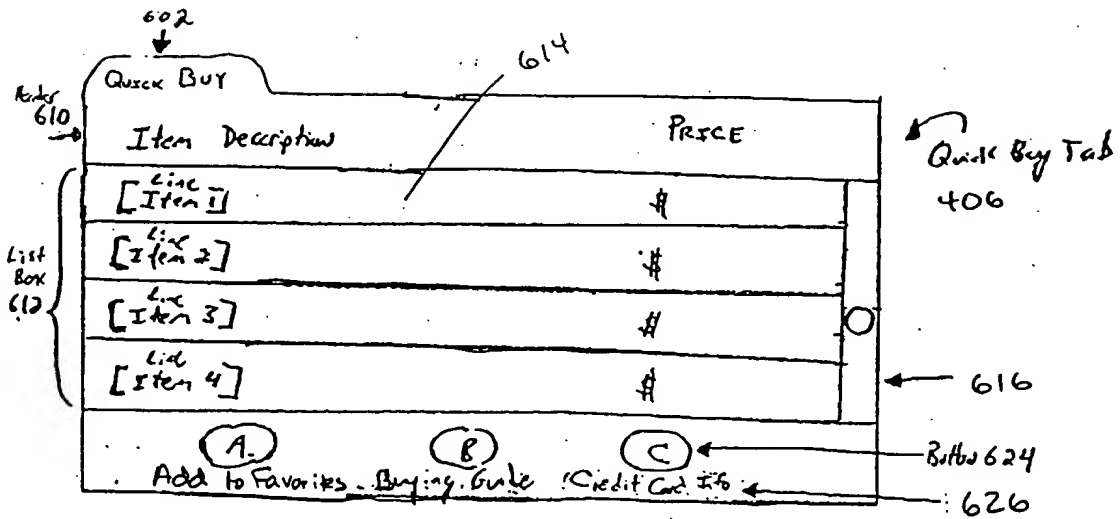 602
614
Quick Buy
610
Item Description PRICE
Quick Buy Tab
406
[Line Item 1] $
[Line Item 2] $
List Box 612
[Line Item 3] $
[Line Item 4] $
616
A. B C
Button 624
Add to Favorites Buying Guide Credit Card Info
626